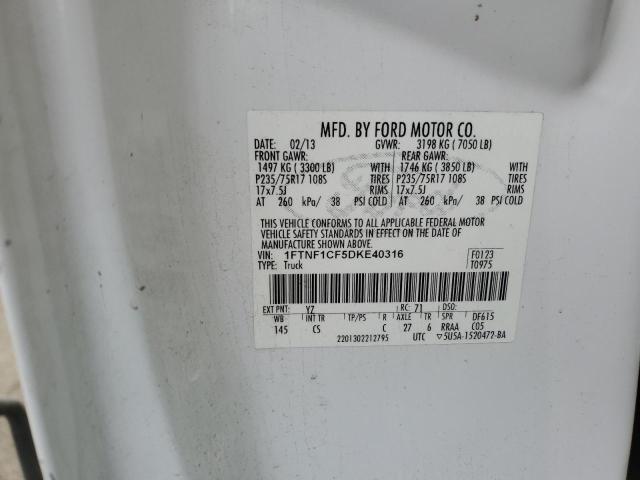 MFD. BY FORD MOTOR CO.
DATE: 02/13 GVWR: 3198 KG ( 7050 LB)
FRONT GAWR: REAR GAWR:
1497 KG ( 3300 LB) WITH 1746 KG ( 3850 LB) WITH
P235/75R17 108S TIRES P235/75R17 108S TIRES
17x7.5J RIMS 17x7.5J RIMS
AT 260 kPa/ 38 PSI COLD AT 260 kPa/ 38 PSI COLD
THIS VEHICLE CONFORMS TO ALL APPLICABLE FEDERAL MOTOR
VEHICLE SAFETY STANDARDS IN EFFECT ON THE DATE OF
MANUFACTURE SHOWN ABOVE.
VIN: 1FTNF1CF5DKE40316 F0123
TYPE: Truck T0975
EXT PNT: YZ RC: 71 DSO:
WB INT TR TP/PS R AXLE TR SPR DF615
145 CS C 27 6 RRAA C05
2201302212795 UTC ▽5U5A-1520472-BA